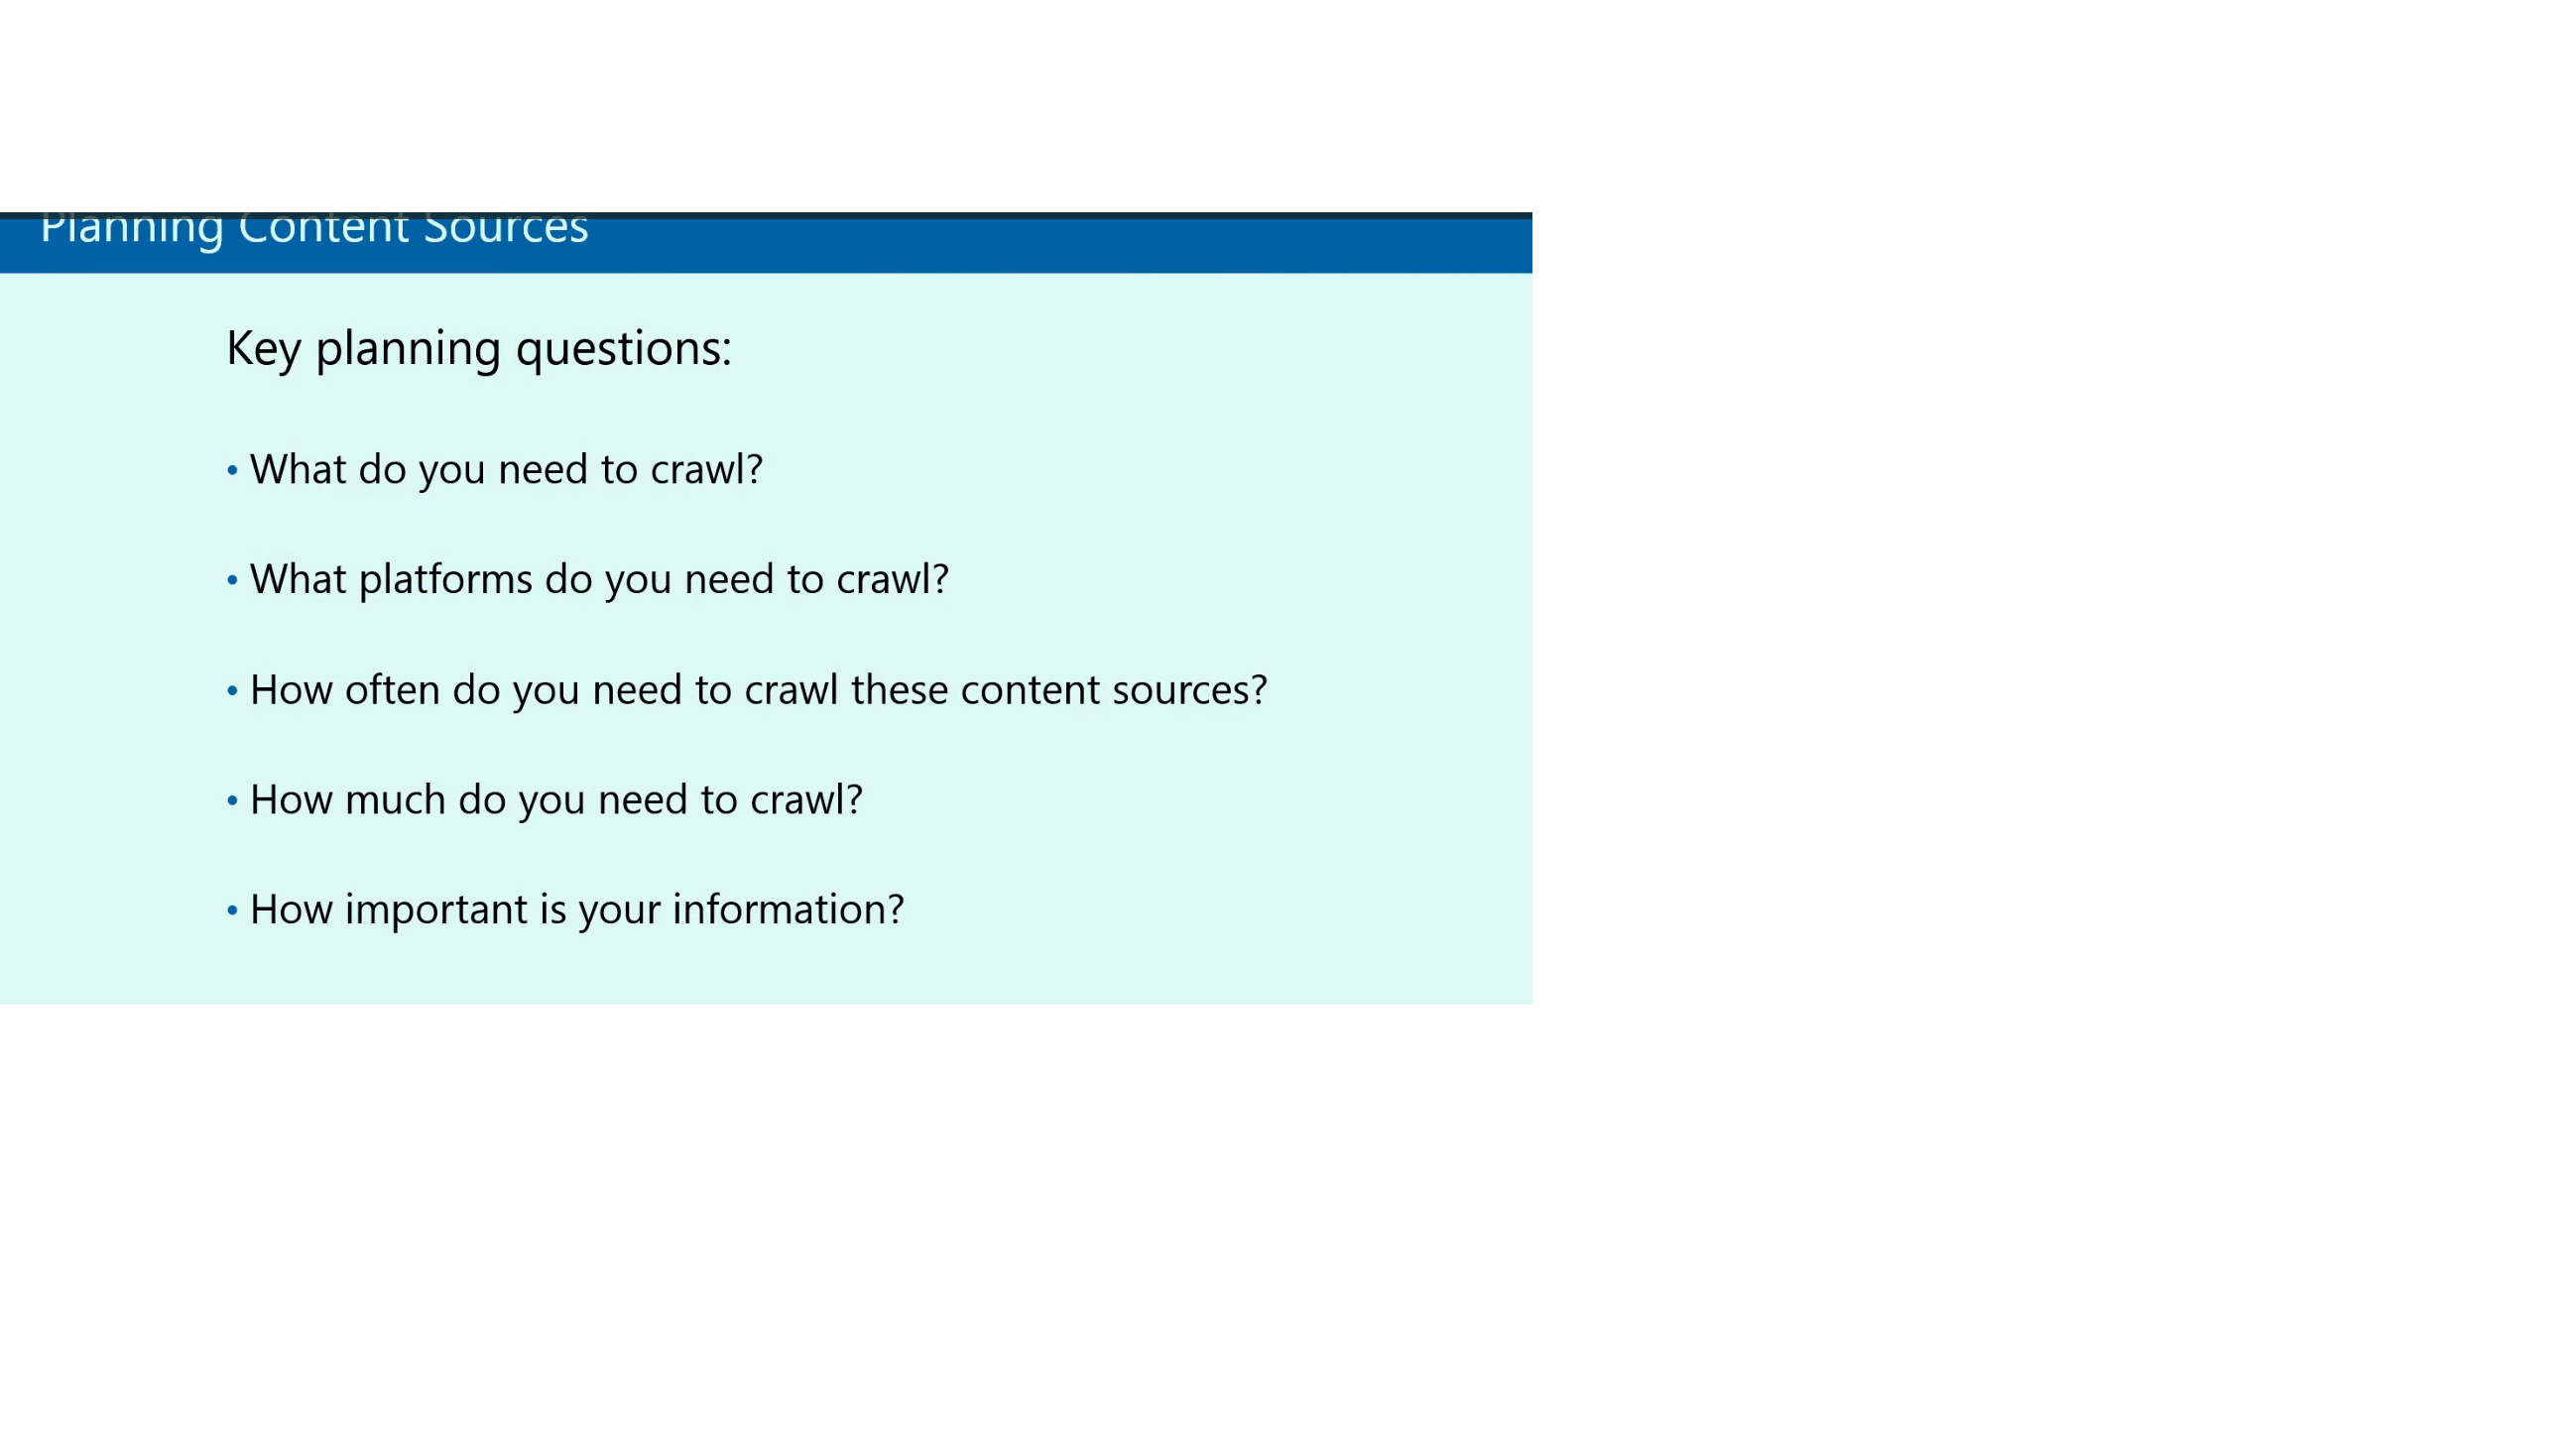 Planning Content Sources
Key planning questions:
• What do you need to crawl?
• What platforms do you need to crawl?
• How often do you need to crawl these content sources?
• How much do you need to crawl?
• How important is your information?